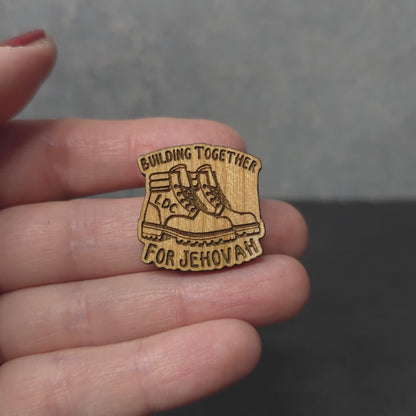 BUILDING TOGETHER
LDC
FOR JEHOVAH